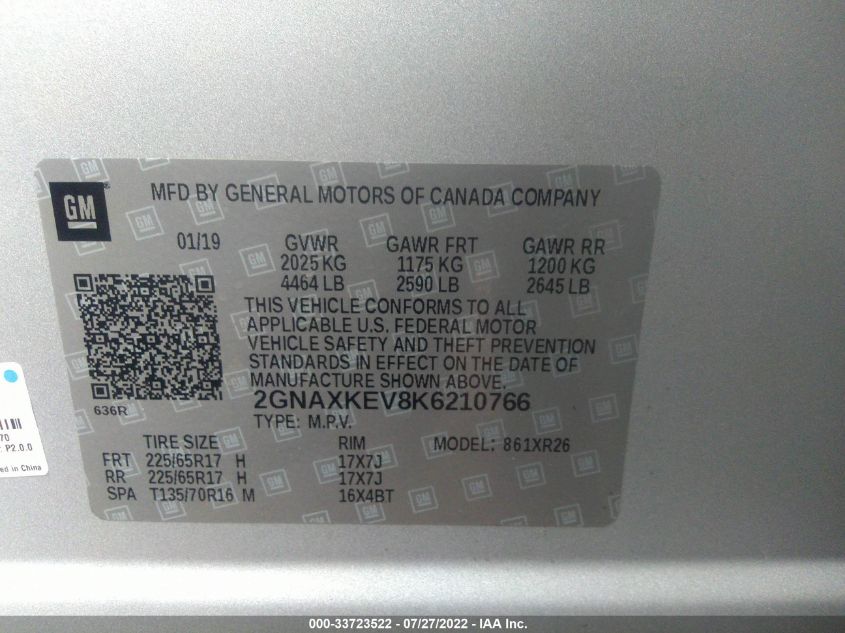 GM
MFD BY GENERAL MOTORS OF CANADA COMPANY
01/19 GVWR GAWR FRT GAWR RR
2025 KG 1175 KG 1200 KG
4464 LB 2590 LB 2645 LB
THIS VEHICLE CONFORMS TO ALL
APPLICABLE U.S. FEDERAL MOTOR
VEHICLE SAFETY AND THEFT PREVENTION
STANDARDS IN EFFECT ON THE DATE OF
MANUFACTURE SHOWN ABOVE.
636R
2GNAXKEV8K6210766
TYPE: M.P.V.
TIRE SIZE RIM MODEL: 861XR26
FRT 225/65R17 H 17X7J
RR 225/65R17 H 17X7J
SPA T135/70R16 M 16X4BT
70
P2.0.0
ed in China
000-33723522 / 07/27/2022 - IAA Inc.